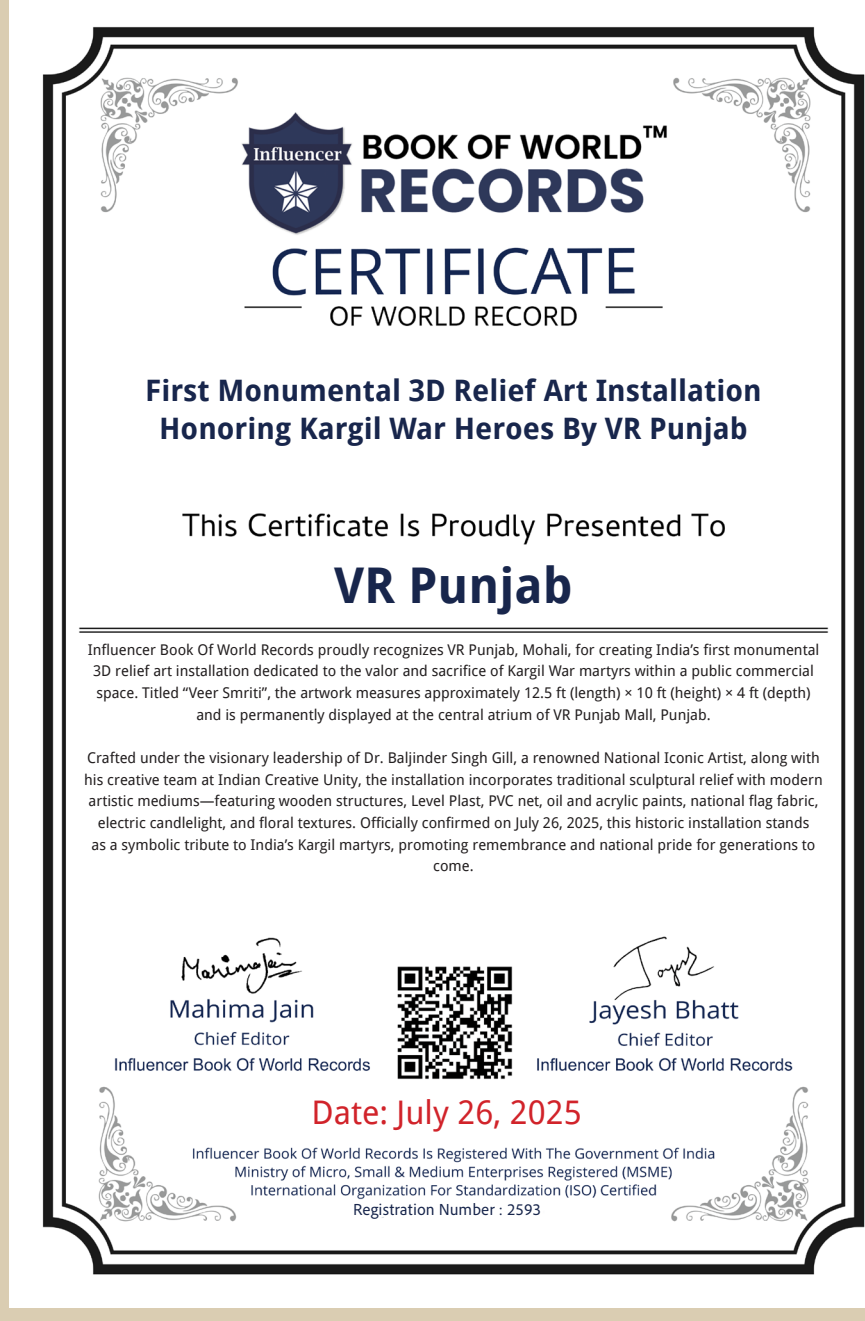 Influencer
BOOK OF WORLD™
RECORDS
CERTIFICATE
OF WORLD RECORD
First Monumental 3D Relief Art Installation
Honoring Kargil War Heroes By VR Punjab
This Certificate Is Proudly Presented To
VR Punjab
Influencer Book Of World Records proudly recognizes VR Punjab, Mohali, for creating India's first monumental
3D relief art installation dedicated to the valor and sacrifice of Kargil War martyrs within a public commercial
space. Titled “Veer Smriti”, the artwork measures approximately 12.5 ft (length) × 10 ft (height) × 4 ft (depth)
and is permanently displayed at the central atrium of VR Punjab Mall, Punjab.
Crafted under the visionary leadership of Dr. Baljinder Singh Gill, a renowned National Iconic Artist, along with
his creative team at Indian Creative Unity, the installation incorporates traditional sculptural relief with modern
artistic mediums—featuring wooden structures, Level Plast, PVC net, oil and acrylic paints, national flag fabric,
electric candlelight, and floral textures. Officially confirmed on July 26, 2025, this historic installation stands
as a symbolic tribute to India's Kargil martyrs, promoting remembrance and national pride for generations to
come.
Mahima Jain
Jayesh
Mahima Jain
Jayesh Bhatt
Chief Editor
Chief Editor
Influencer Book Of World Records
Influencer Book Of World Records
Date: July 26, 2025
Influencer Book Of World Records Is Registered With The Government Of India
Ministry of Micro, Small & Medium Enterprises Registered (MSME)
International Organization For Standardization (ISO) Certified
Registration Number : 2593